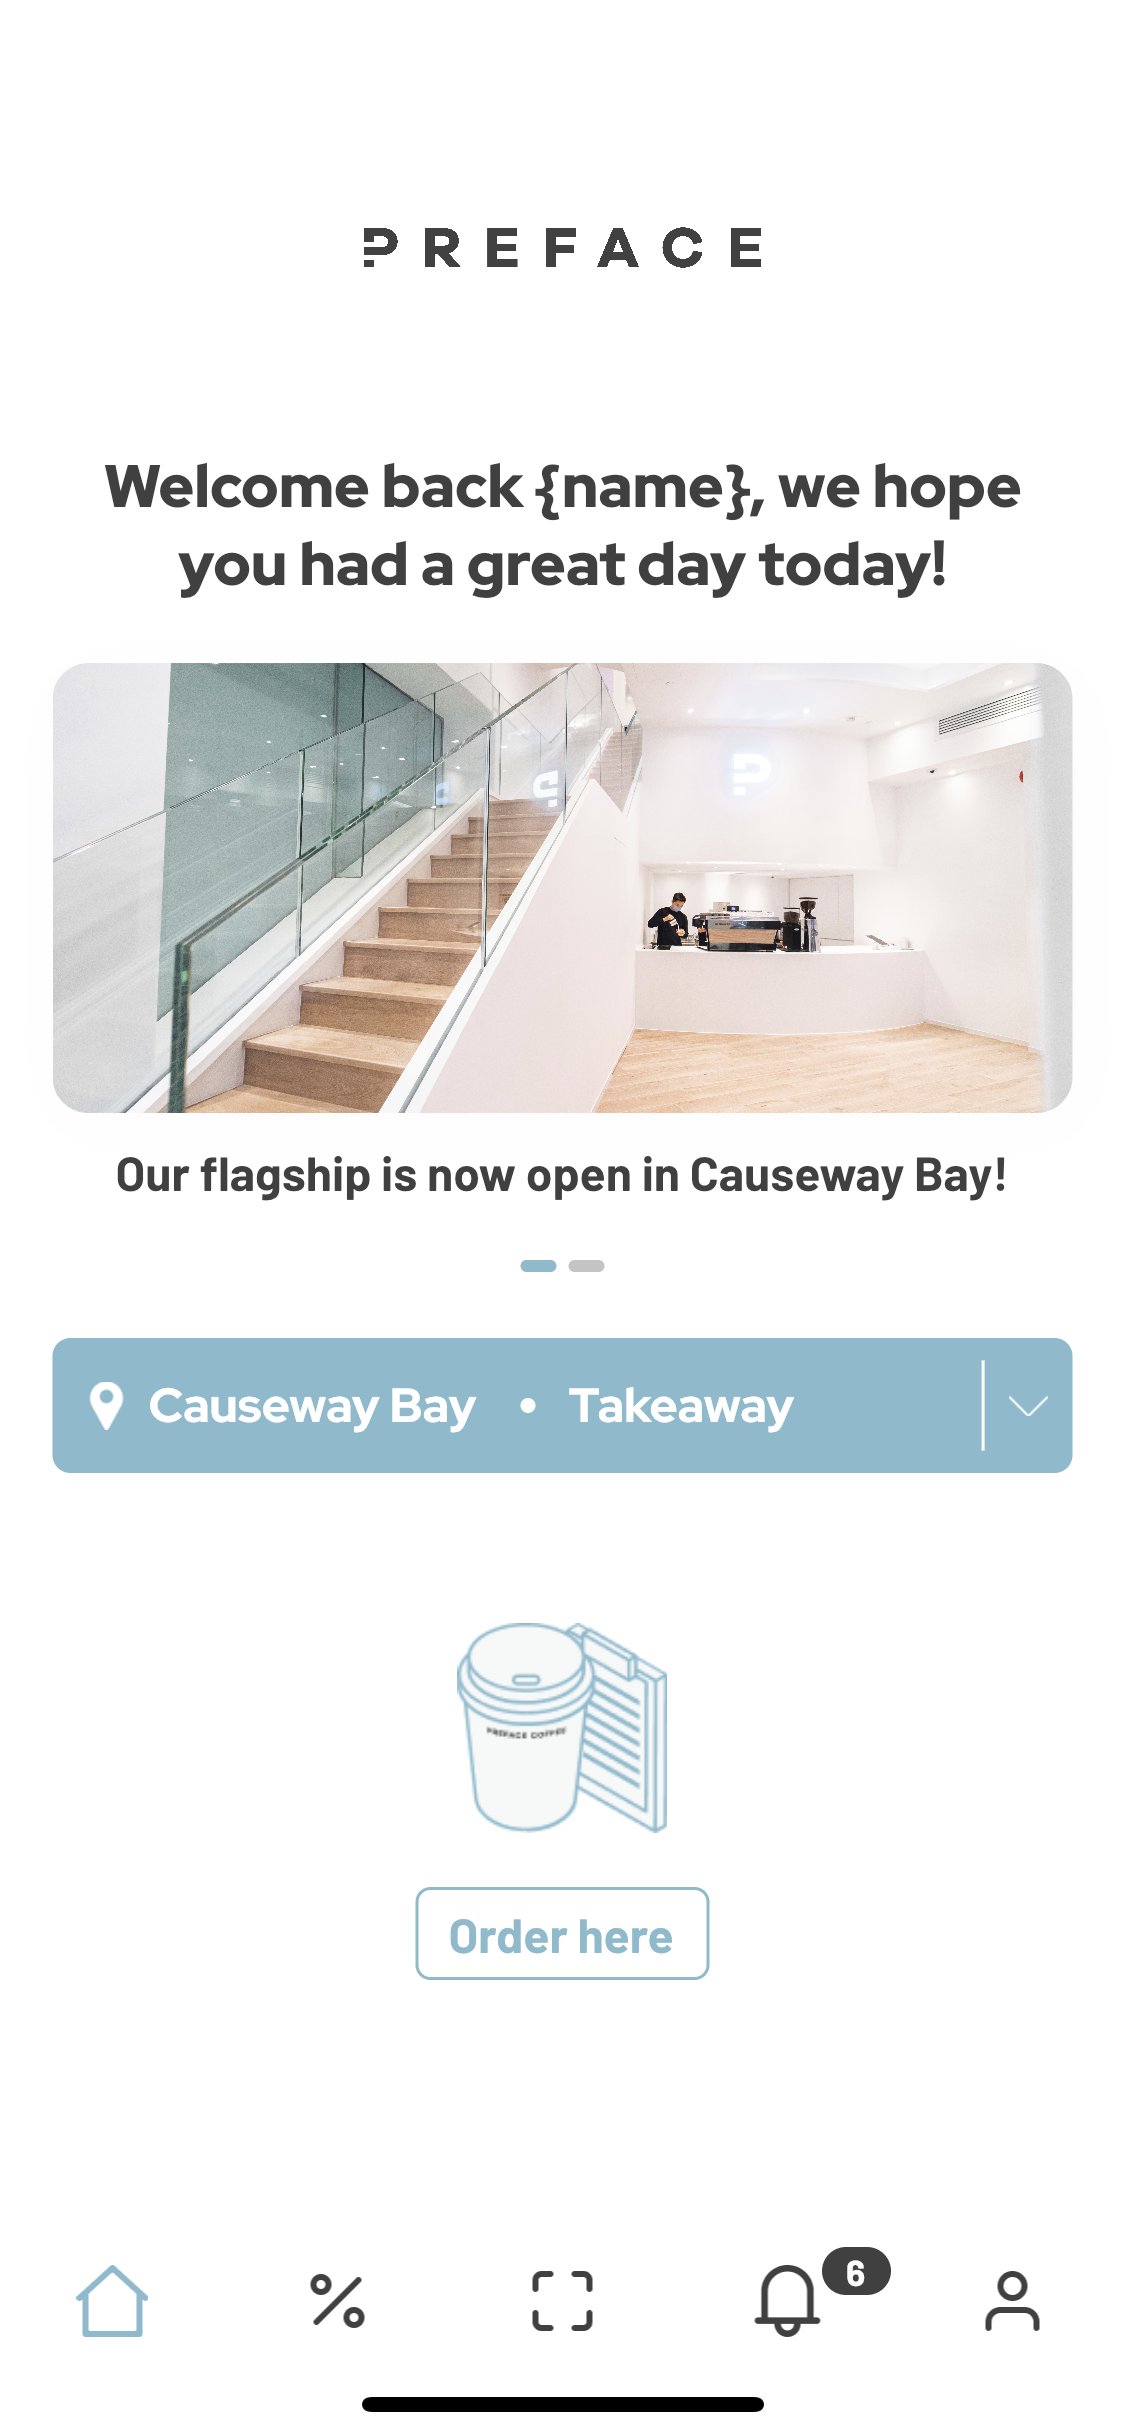 PREFACE
Welcome back {name}, we hope
you had a great day today!
Our flagship is now open in Causeway Bay!
Causeway Bay • Takeaway
PREFACE COFFEE
Order here
6